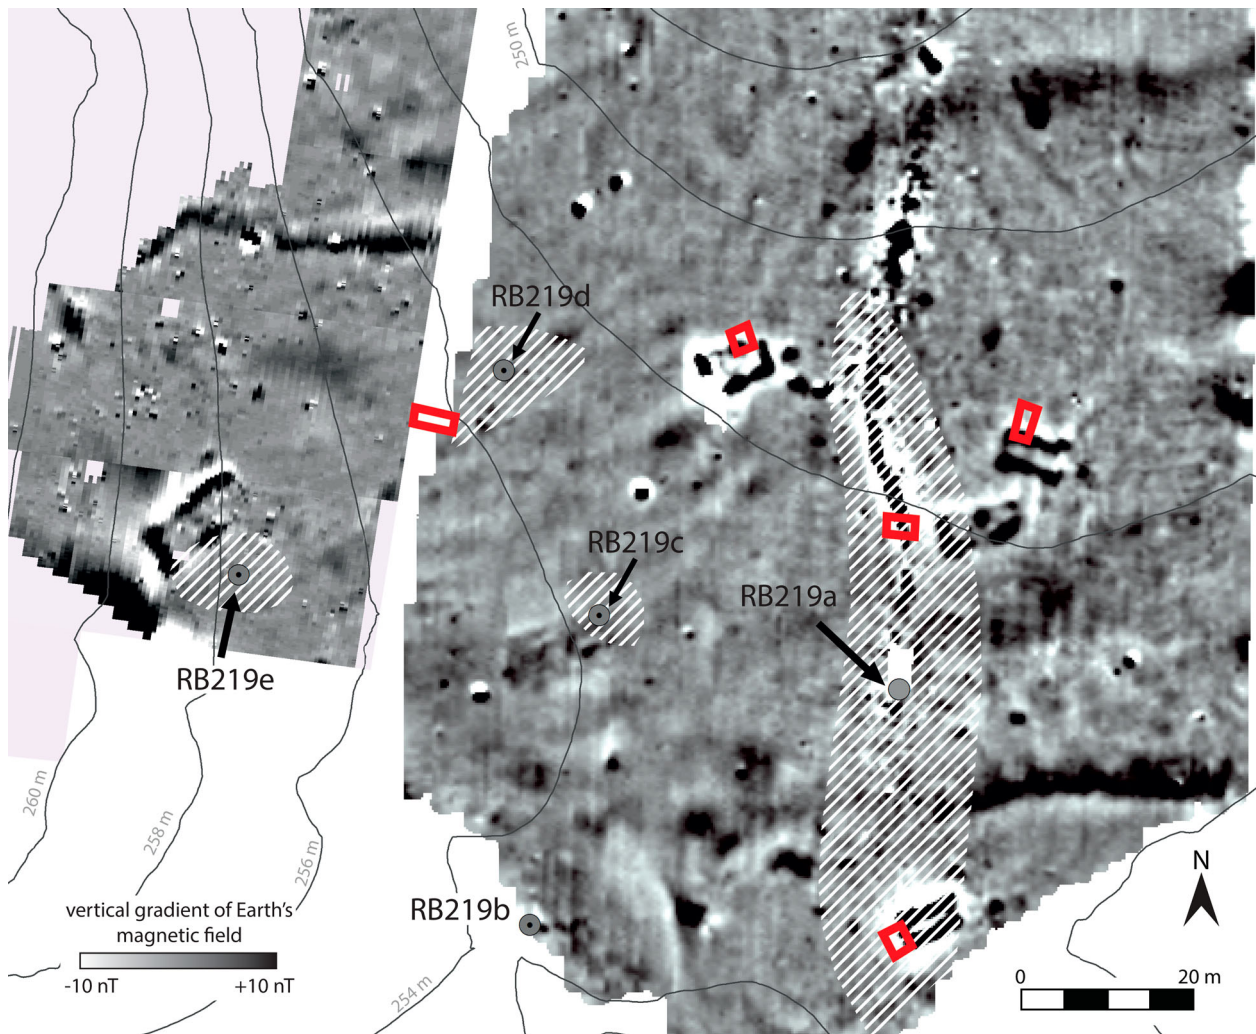 250 m
RB219d
RB219c
RB219a
RB219e
260 m
258 m
256 m
RB219b
254 m
vertical gradient of Earth's
magnetic field
-10 nT
+10 nT
N
0
20 m